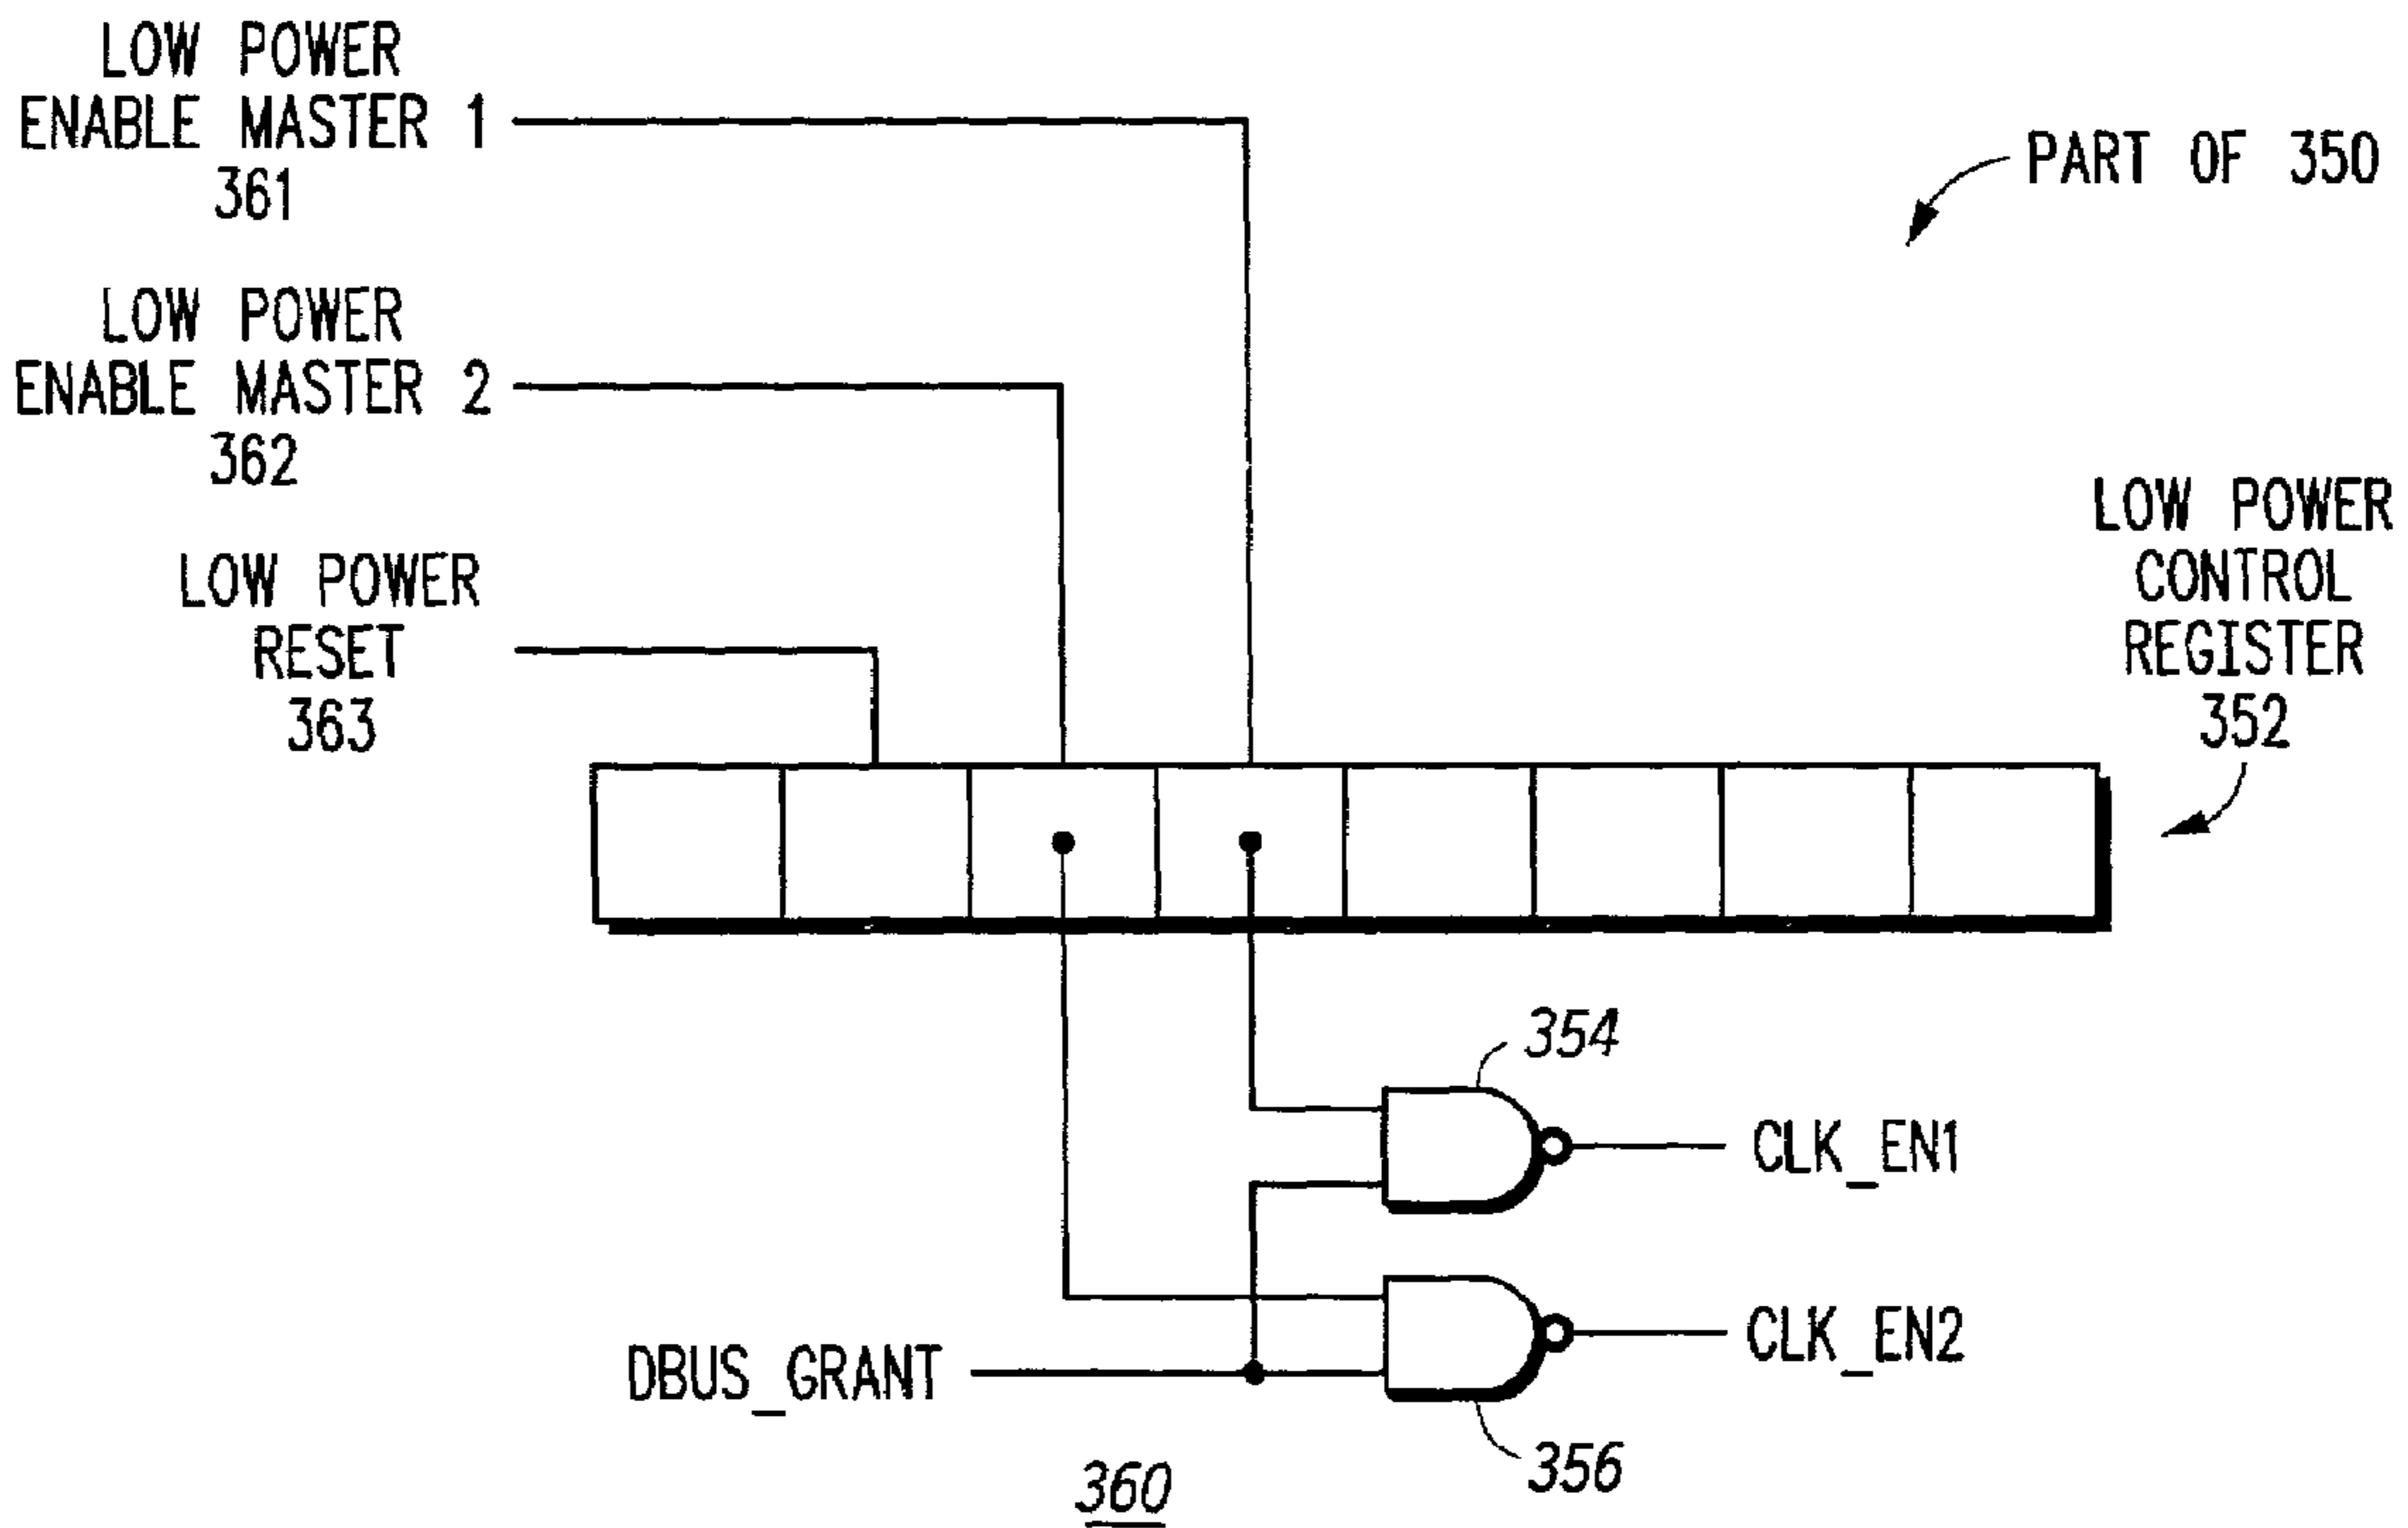 LOW POWER
ENABLE MASTER 1
361
PART OF 350
LOW POWER
ENABLE MASTER 2
362
LOW POWER
RESET
363
LOW POWER
CONTROL
REGISTER
352
354
CLK_EN1
CLK_EN2
DBUS_GRANT
356
360